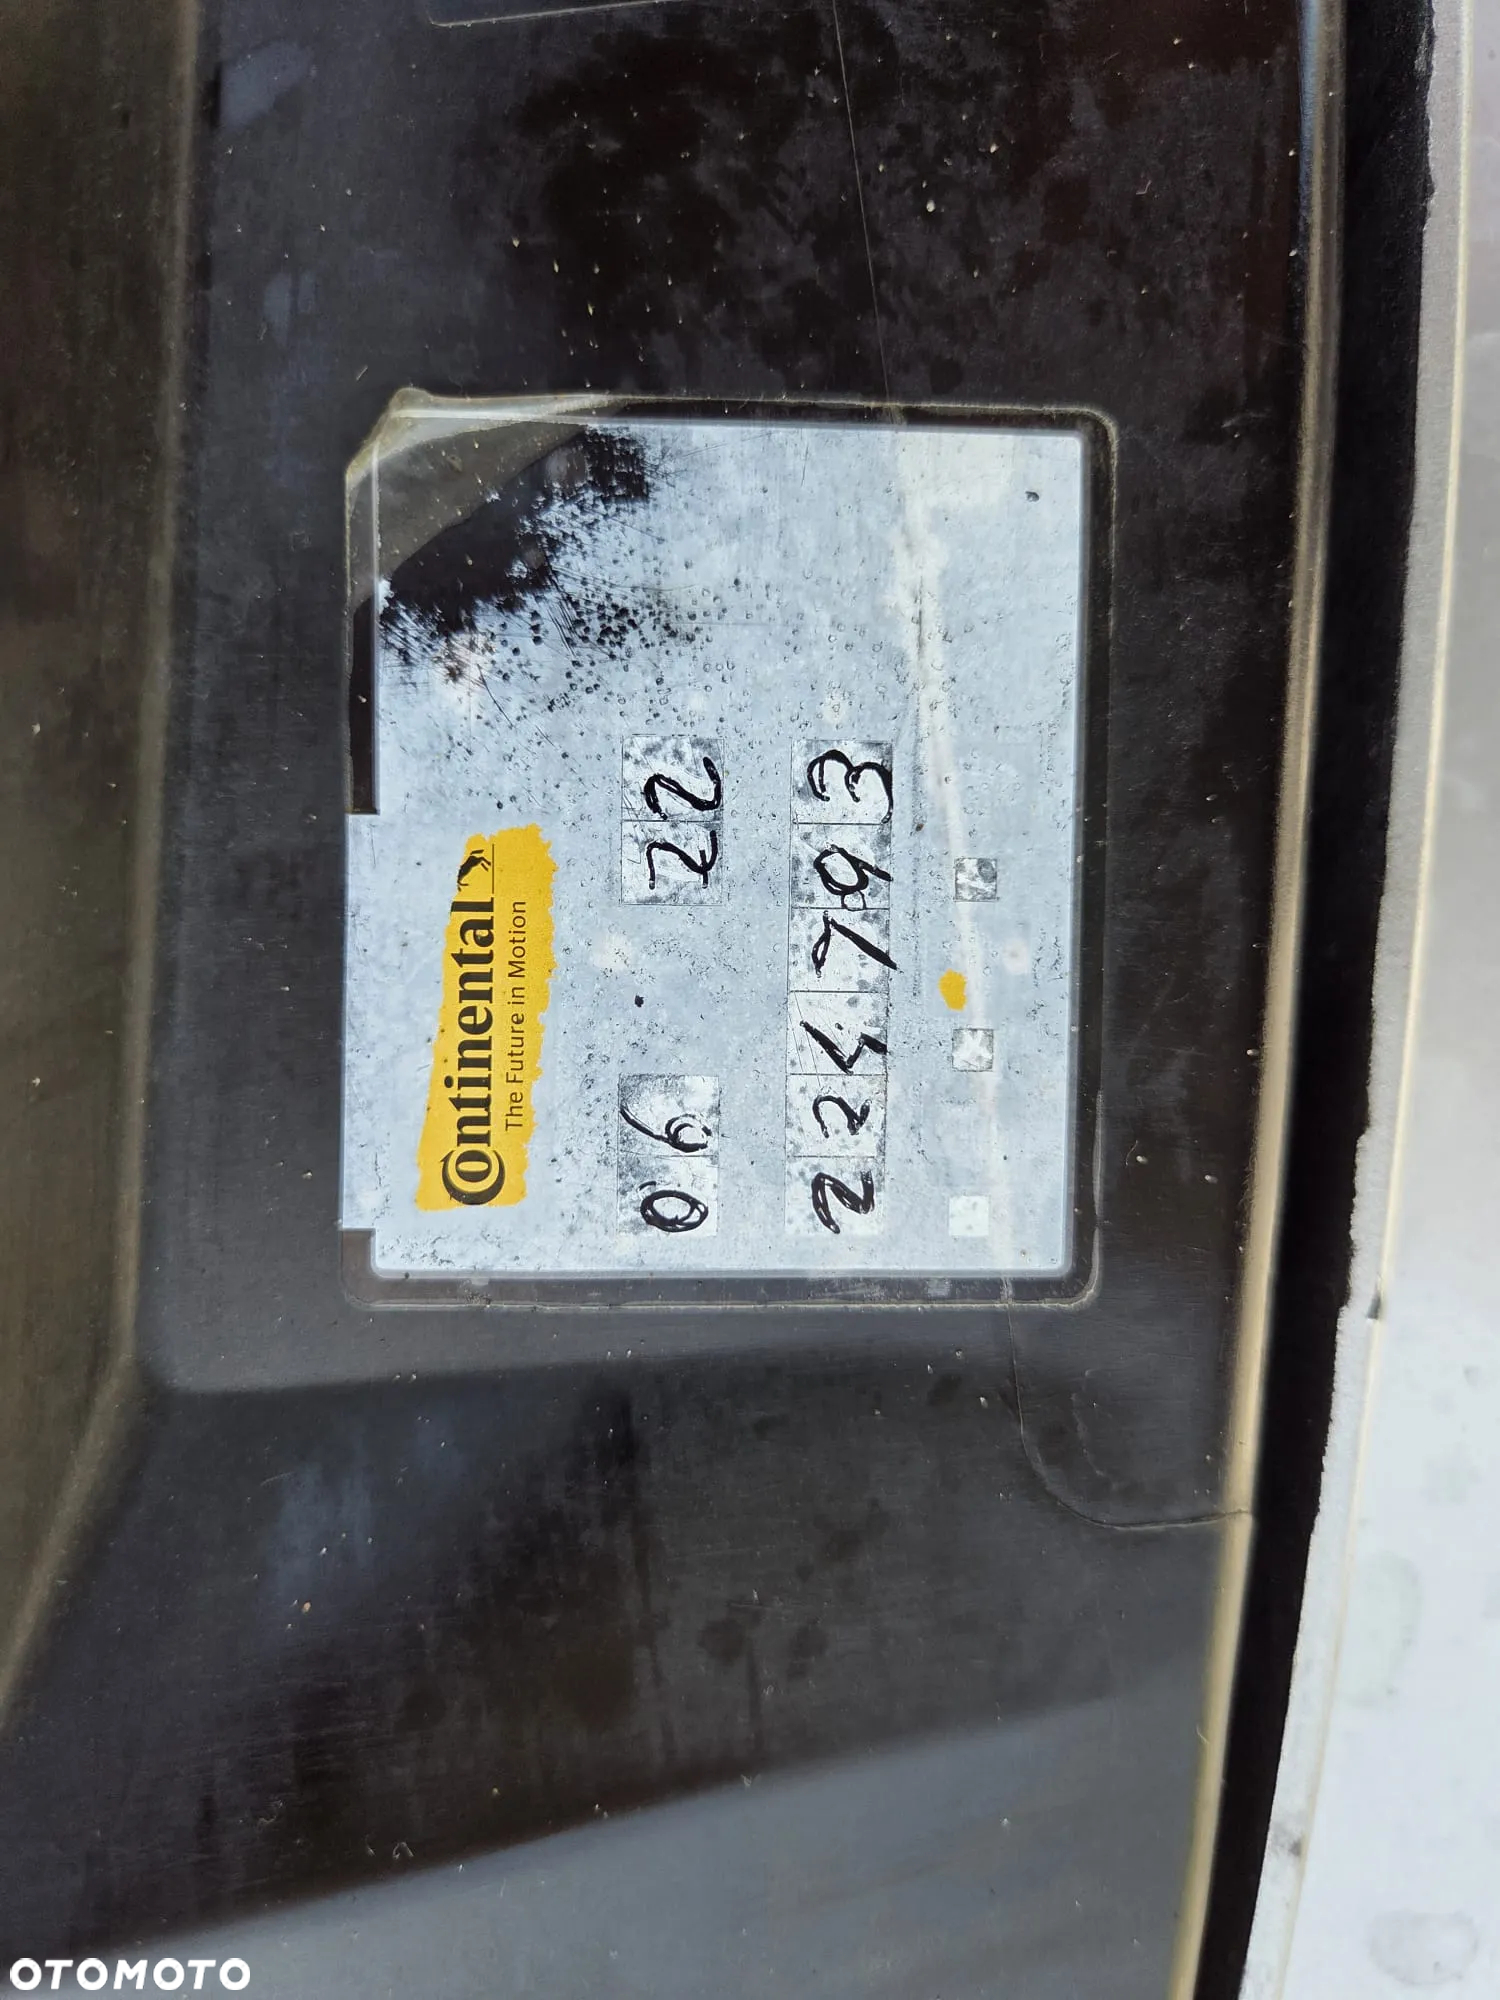 Continental
The Future in Motion
06 22
224793
OTOMOTO